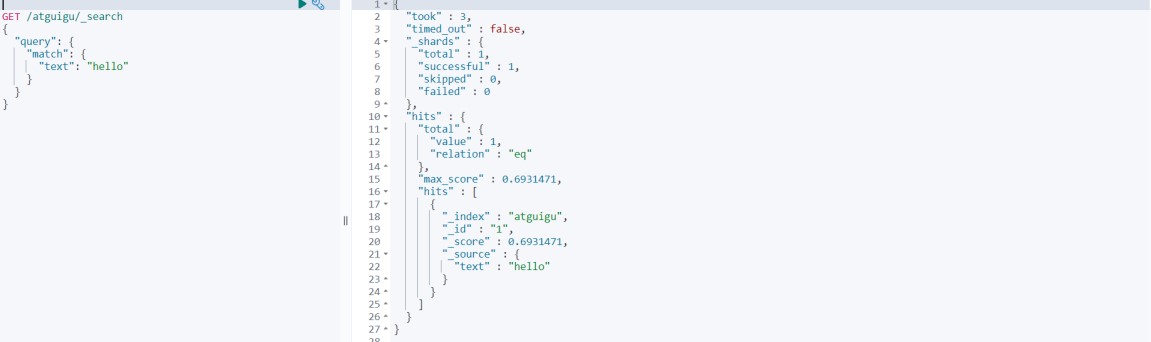 GET /atguigu/_search
{
"query": {
"match": {
"text": "hello"
}
}
}
1 {
2 "took" : 3,
3 "timed_out" : false,
4 "_shards" : {
5 "total" : 1,
6 "successful" : 1,
7 "skipped" : 0,
8 "failed" : 0
9 },
10 "hits" : {
11 "total" : {
12 "value" : 1,
13 "relation" : "eq"
14 },
15 "max_score" : 0.6931471,
16 "hits" : [
17 {
18 "_index" : "atguigu",
19 "_id" : "1",
20 "_score" : 0.6931471,
21 "_source" : {
22 "text" : "hello"
23 }
24 }
25 ]
26 }
27 }
28